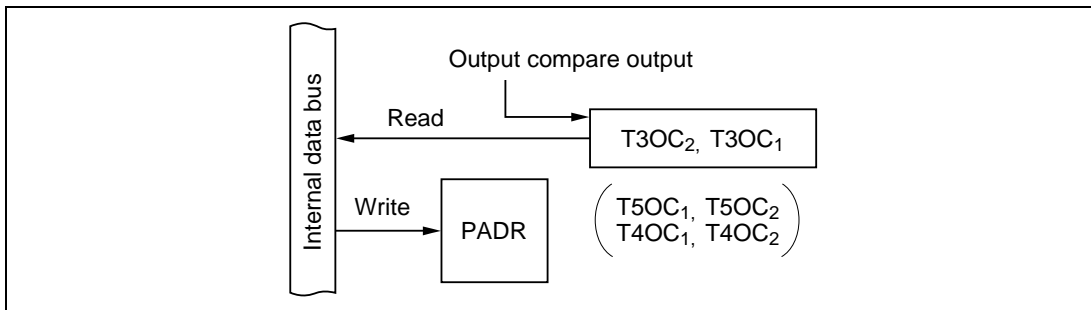 Internal data bus
Output compare output
Read
T3OC2, T3OC1
Write
PADR
T5OC1, T5OC2
T4OC1, T4OC2